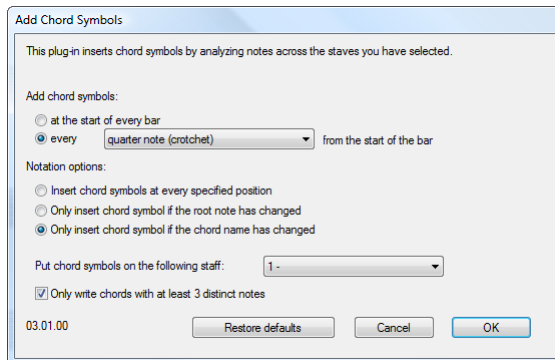 Add Chord Symbols
This plug-in inserts chord symbols by analyzing notes across the staves you have selected.
Add chord symbols:
at the start of every bar
every quarter note (crotchet) from the start of the bar
Notation options:
Insert chord symbols at every specified position
Only insert chord symbol if the root note has changed
Only insert chord symbol if the chord name has changed
Put chord symbols on the following staff: 1 -
Only write chords with at least 3 distinct notes
03.01.00 Restore defaults Cancel OK